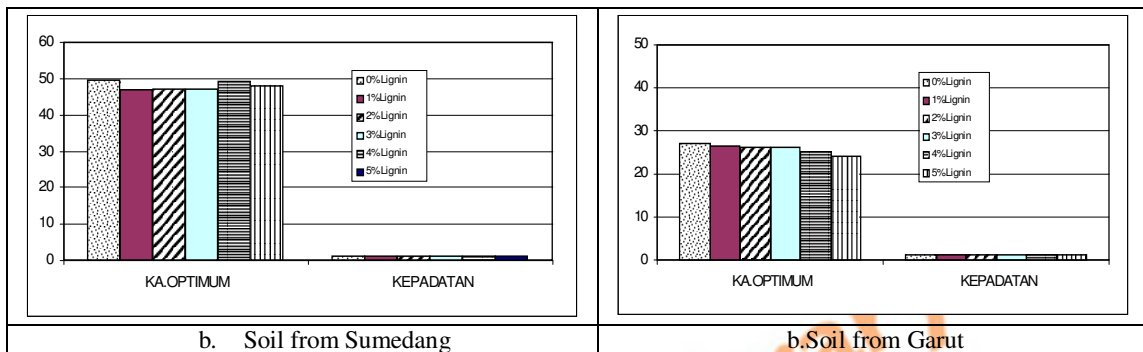 60
50
40
30
20
10
0
0%Lignin
1%Lignin
2%Lignin
3%Lignin
4%Lignin
5%Lignin
KA.OPTIMUM KEPADATAN
b. Soil from Sumedang
50
40
30
20
10
0
0%Lignin
1%Lignin
2%Lignin
3%Lignin
4%Lignin
5%Lignin
KA.OPTIMUM KEPADATAN
b.Soil from Garut